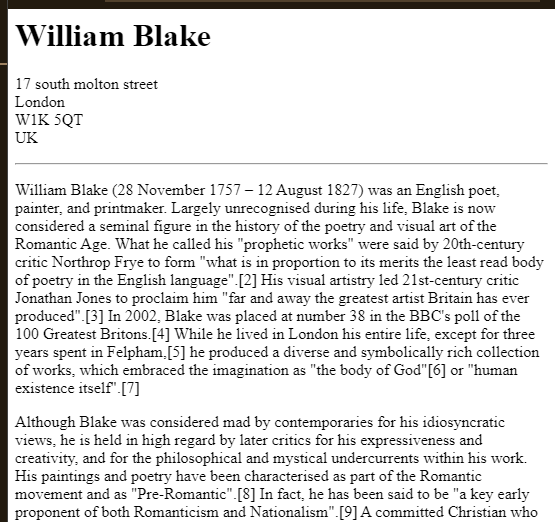 William Blake
17 south molton street
London
W1K 5QT
UK
William Blake (28 November 1757 – 12 August 1827) was an English poet,
painter, and printmaker. Largely unrecognised during his life, Blake is now
considered a seminal figure in the history of the poetry and visual art of the
Romantic Age. What he called his "prophetic works" were said by 20th-century
critic Northrop Frye to form "what is in proportion to its merits the least read body
of poetry in the English language".[2] His visual artistry led 21st-century critic
Jonathan Jones to proclaim him "far and away the greatest artist Britain has ever
produced".[3] In 2002, Blake was placed at number 38 in the BBC's poll of the
100 Greatest Britons.[4] While he lived in London his entire life, except for three
years spent in Felpham,[5] he produced a diverse and symbolically rich collection
of works, which embraced the imagination as "the body of God"[6] or "human
existence itself".[7]
Although Blake was considered mad by contemporaries for his idiosyncratic
views, he is held in high regard by later critics for his expressiveness and
creativity, and for the philosophical and mystical undercurrents within his work.
His paintings and poetry have been characterised as part of the Romantic
movement and as "Pre-Romantic".[8] In fact, he has been said to be "a key early
proponent of both Romanticism and Nationalism".[9] A committed Christian who